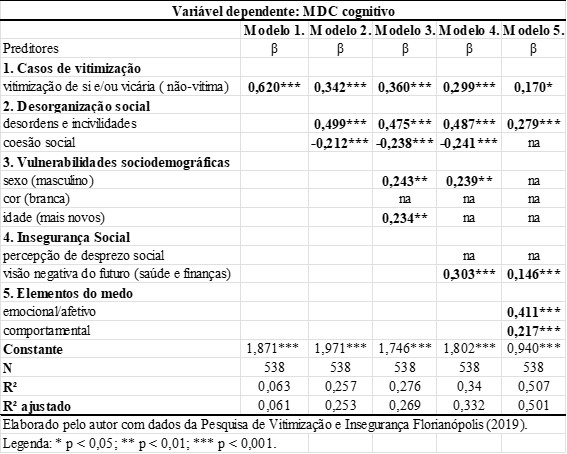 Variável dependente: MDC cognitivo
Modelo 1. Modelo 2. Modelo 3. Modelo 4. Modelo 5.
Preditores β β β β β
1. Casos de vitimização
vitimização de si e/ou vicária ( não-vítima) 0,620*** 0,342*** 0,360*** 0,299*** 0,170*
2. Desorganização social
desordens e incivilidades 0,499*** 0,475*** 0,487*** 0,279***
coesão social -0,212*** -0,238*** -0,241*** na
3. Vulnerabilidades sociodemográficas
sexo (masculino) 0,243** 0,239** na
cor (branca) na na na
idade (mais novos) 0,234** na na
4. Insegurança Social
percepção de desprezo social na na
visão negativa do futuro (saúde e finanças) 0,303*** 0,146***
5. Elementos do medo
emocional/afetivo 0,411***
comportamental 0,217***
Constante 1,871*** 1,971*** 1,746*** 1,802*** 0,940***
N 538 538 538 538 538
R² 0,063 0,257 0,276 0,34 0,507
R² ajustado 0,061 0,253 0,269 0,332 0,501
Elaborado pelo autor com dados da Pesquisa de Vitimização e Insegurança Florianópolis (2019).
Legenda: * p < 0,05; ** p < 0,01; *** p < 0,001.